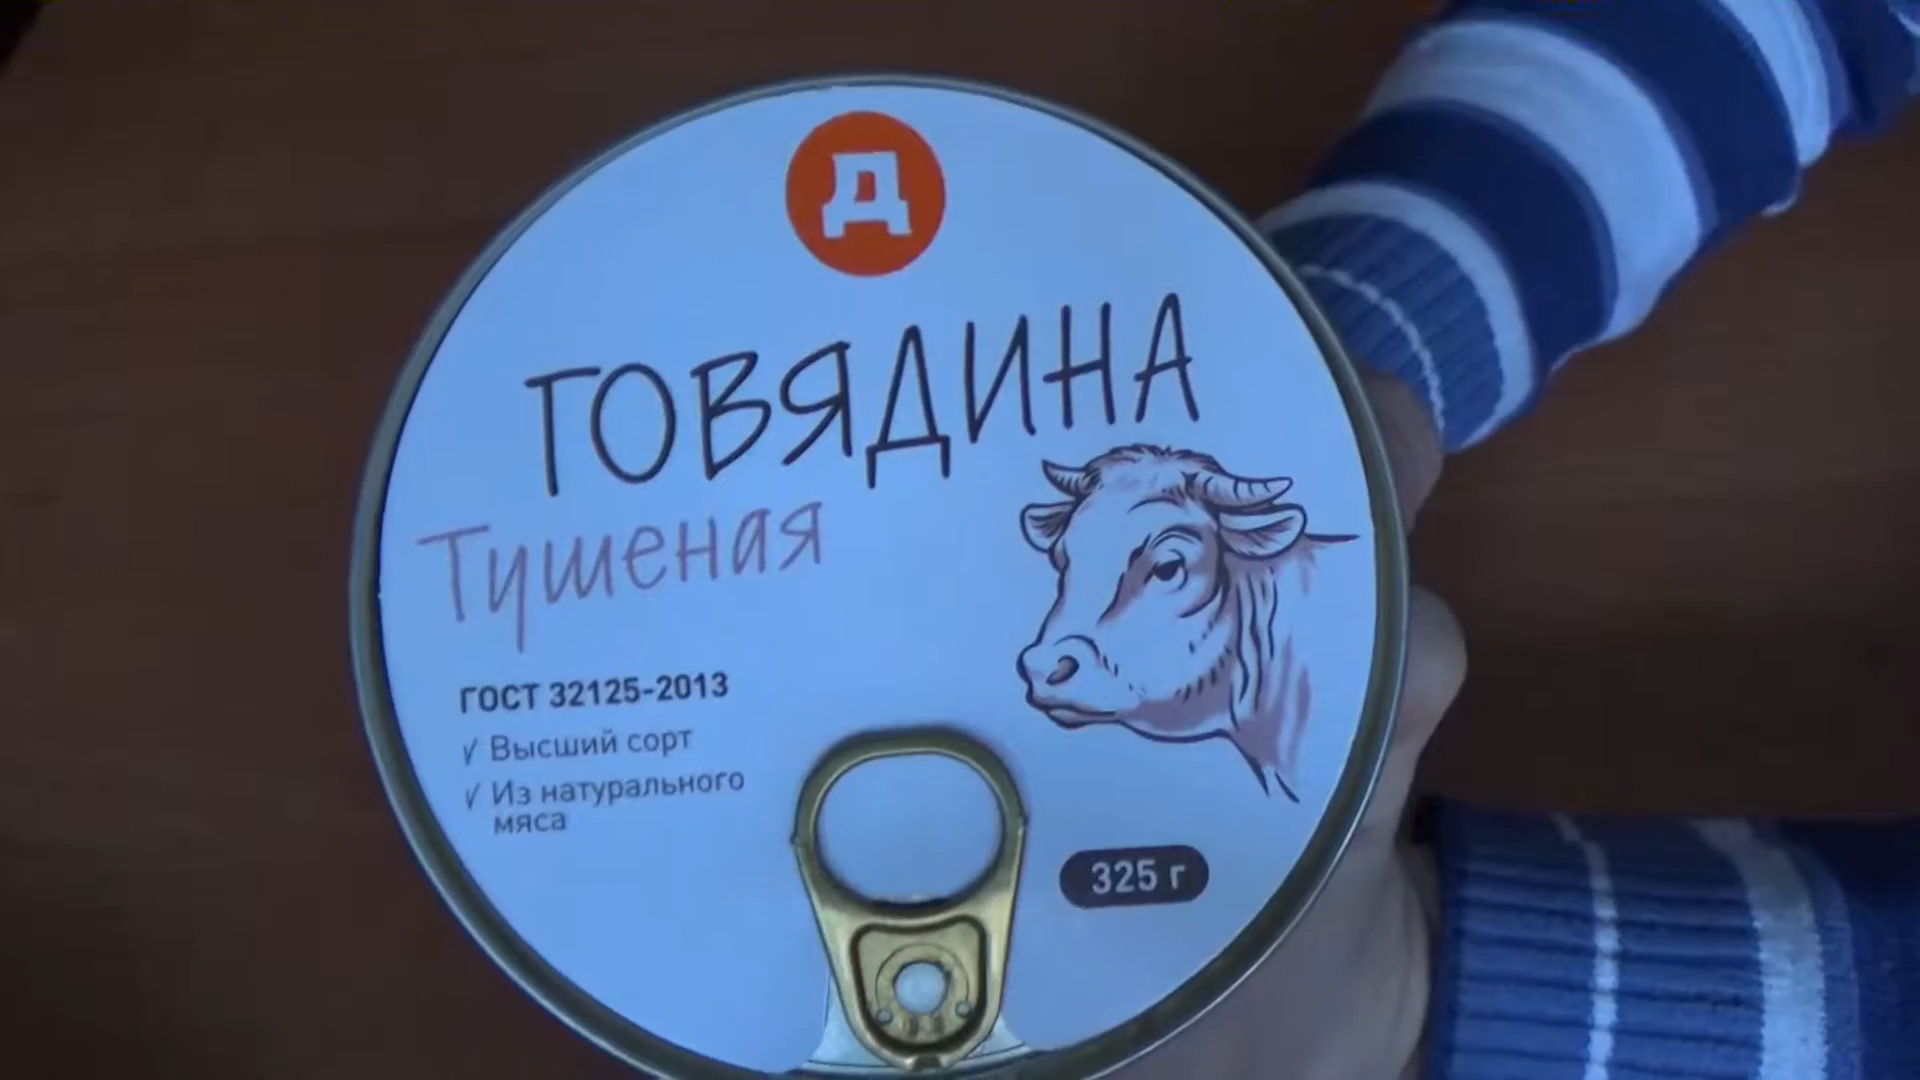 Д
ГОВЯДИНА
Тушеная
ГОСТ 32125-2013
√ Высший сорт
√ Из натурального
мяса
325 г